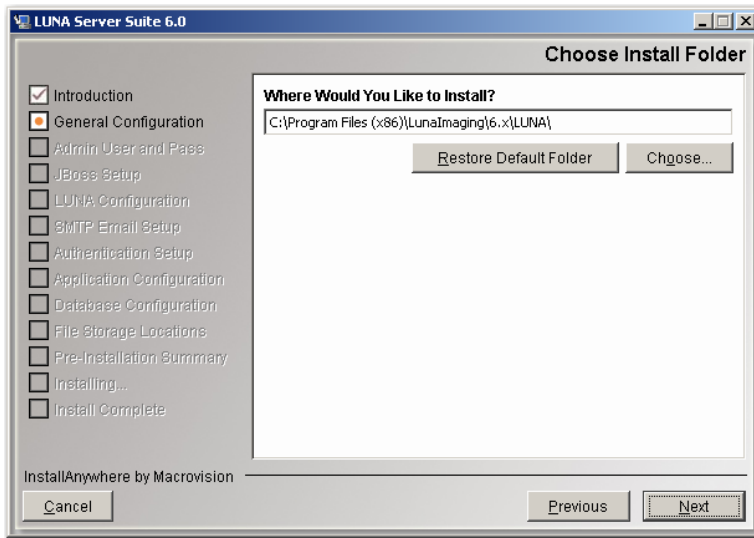 LUNA Server Suite 6.0
Choose Install Folder
Introduction
General Configuration
Admin User and Pass
JBoss Setup
LUNA Configuration
SMTP Email Setup
Authentication Setup
Application Configuration
Database Configuration
File Storage Locations
Pre-Installation Summary
Installing...
Install Complete
Where Would You Like to Install?
C:\Program Files (x86)\LunaImaging\6.x\LUNA\
Restore Default Folder
Choose...
InstallAnywhere by Macrovision
Cancel
Previous
Next